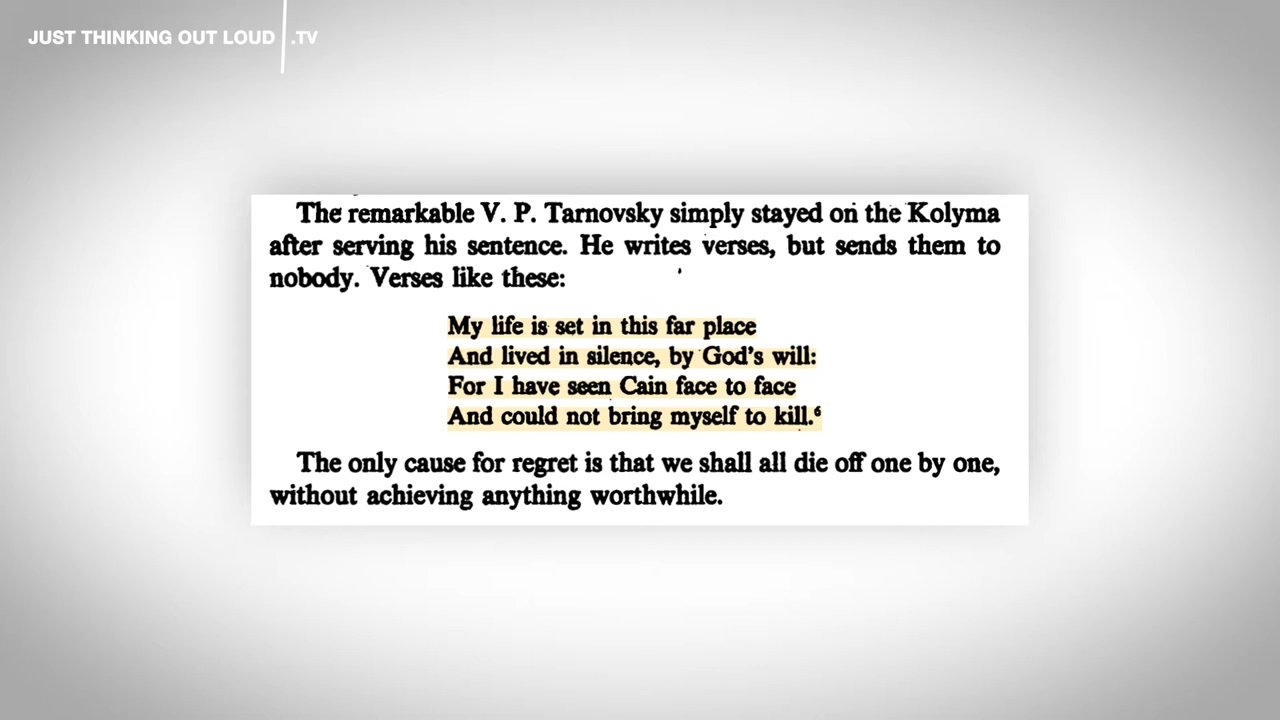 JUST THINKING OUT LOUD .TV
The remarkable V. P. Tarnovsky simply stayed on the Kolyma
after serving his sentence. He writes verses, but sends them to
nobody. Verses like these:
My life is set in this far place
And lived in silence, by God's will:
For I have seen Cain face to face
And could not bring myself to kill.⁶
The only cause for regret is that we shall all die off one by one,
without achieving anything worthwhile.